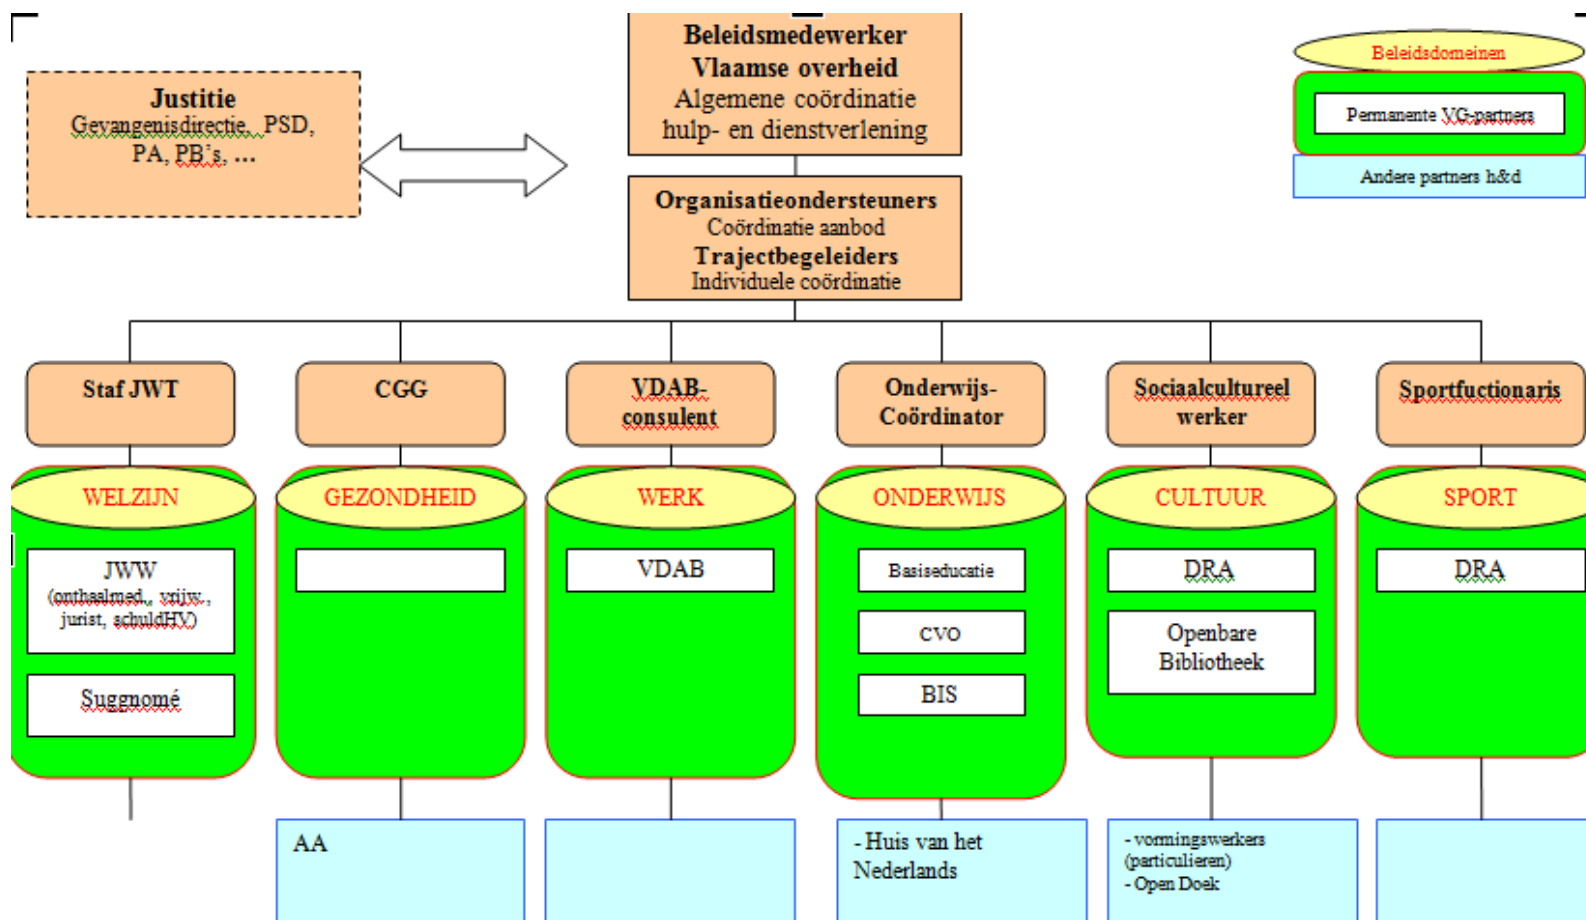 Beleidsmedewerker
Vlaamse overheid
Algemene coördinatie
hulp- en dienstverlening
Justitie
Gevangenisdirectie, PSD,
PA, PB's, ...
Beleidsdomeinen
Permanente VG-partners
Andere partners h&d
Organisatieondersteuners
Coördinatie aanbod
Trajectbegeleiders
Individuele coördinatie
Staf JWT
CGG
VDAB-
consulent
Onderwijs-
Coördinator
Sociaalcultureel
werker
Sportfuctionaris
WELZIJN
GEZONDHEID
WERK
ONDERWIJS
CULTUUR
SPORT
JWW
(onthaalmed., vrijw.,
jurist, schuldHV)
Suggnomé
VDAB
Basiseducatie
CVO
BIS
DRA
Openbare
Bibliotheek
DRA
AA
- Huis van het
Nederlands
- vormingswerkers
(particulieren)
- Open Doek